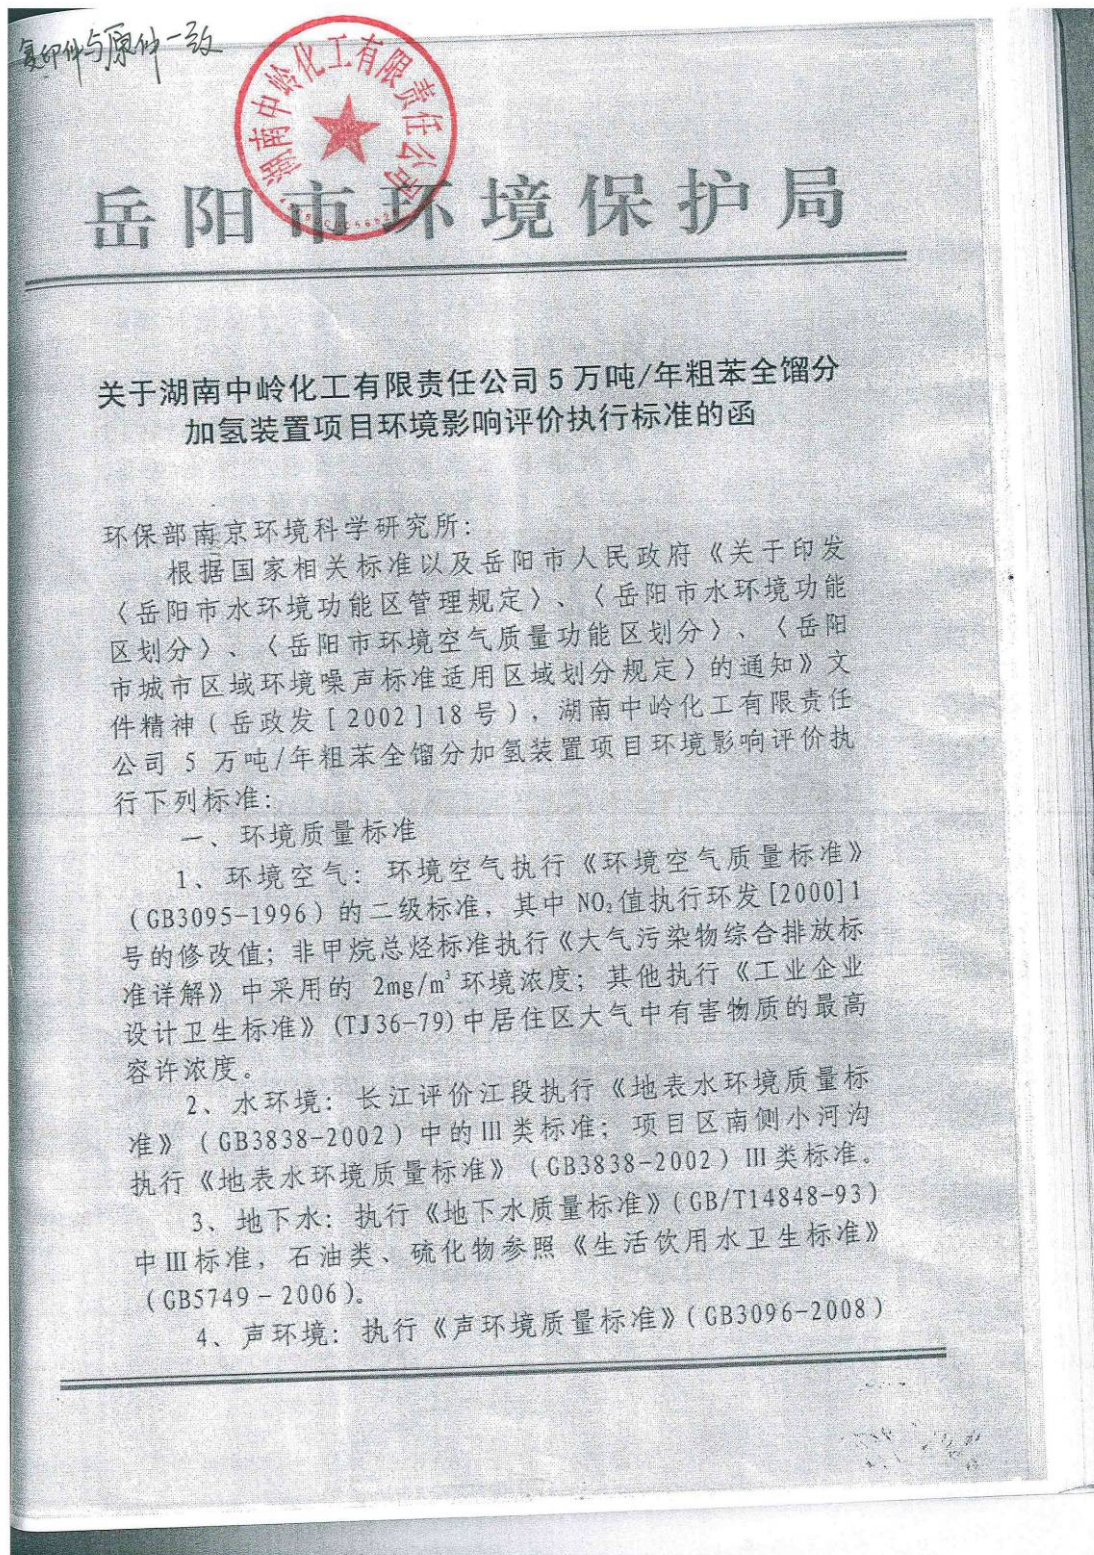 复印件与原件一致
湖南中岭化工有限责任公司
岳阳市环境保护局
关于湖南中岭化工有限责任公司5万吨/年粗苯全馏分
加氢装置项目环境影响评价执行标准的函
环保部南京环境科学研究所：
根据国家相关标准以及岳阳市人民政府《关于印发
〈岳阳市水环境功能区管理规定〉、〈岳阳市水环境功能
区划分〉、〈岳阳市环境空气质量功能区划分〉、〈岳阳
市城市区域环境噪声标准适用区域划分规定〉的通知》文
件精神（岳政发［2002］18号），湖南中岭化工有限责任
公司 5 万吨/年粗苯全馏分加氢装置项目环境影响评价执
行下列标准：
一、环境质量标准
1、环境空气：环境空气执行《环境空气质量标准》
（GB3095-1996）的二级标准，其中 NO₂值执行环发[2000]1
号的修改值；非甲烷总烃标准执行《大气污染物综合排放标
准详解》中采用的 2mg/m³ 环境浓度；其他执行《工业企业
设计卫生标准》(TJ36-79)中居住区大气中有害物质的最高
容许浓度。
2、水环境：长江评价江段执行《地表水环境质量标
准》（GB3838-2002）中的Ⅲ类标准；项目区南侧小河沟
执行《地表水环境质量标准》（GB3838-2002）Ⅲ类标准。
3、地下水：执行《地下水质量标准》（GB/T14848-93）
中Ⅲ标准，石油类、硫化物参照《生活饮用水卫生标准》
（GB5749－2006）。
4、声环境：执行《声环境质量标准》（GB3096-2008）